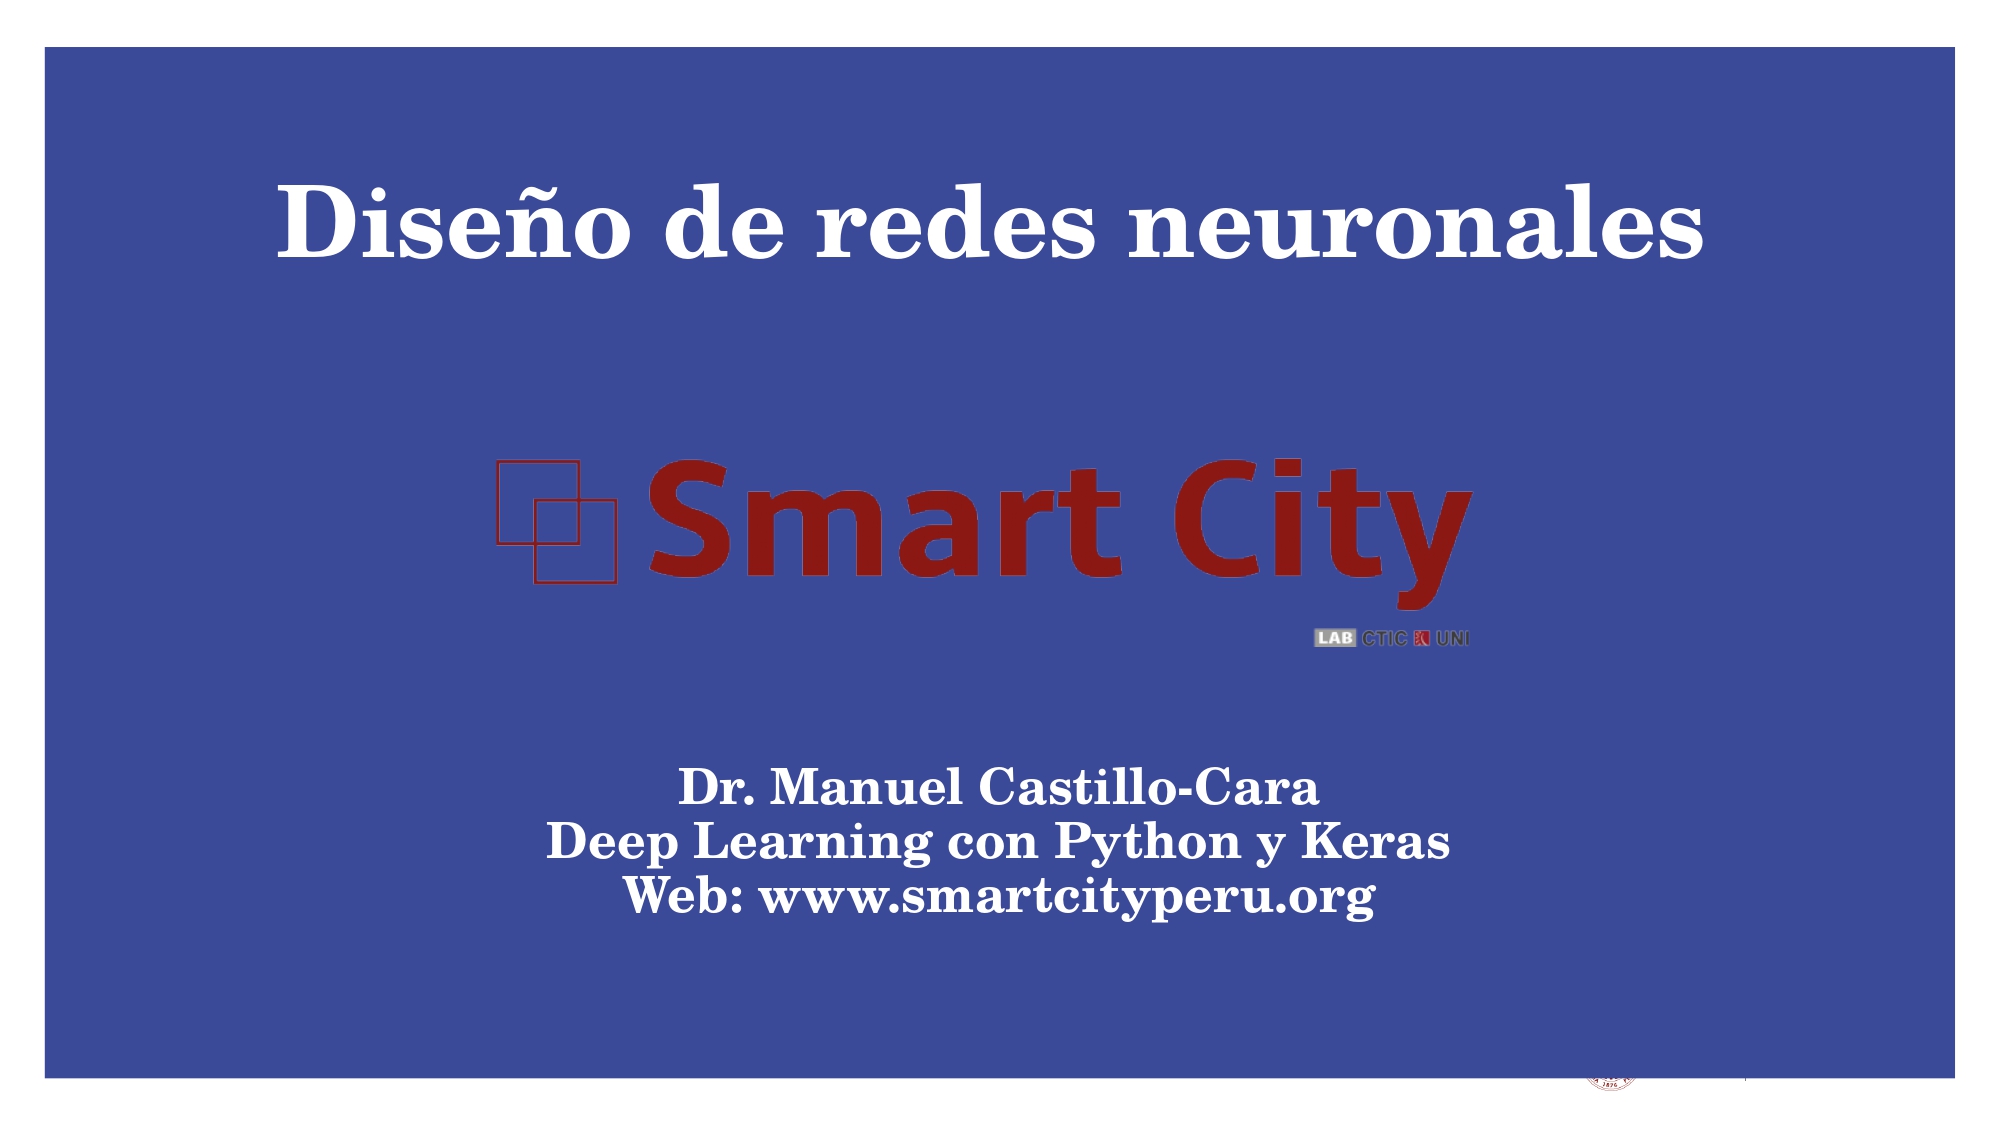 Diseño de redes neuronales
Smart City
LAB CTIC UNI
Dr. Manuel Castillo-Cara
Deep Learning con Python y Keras
Web: www.smartcityperu.org
1876